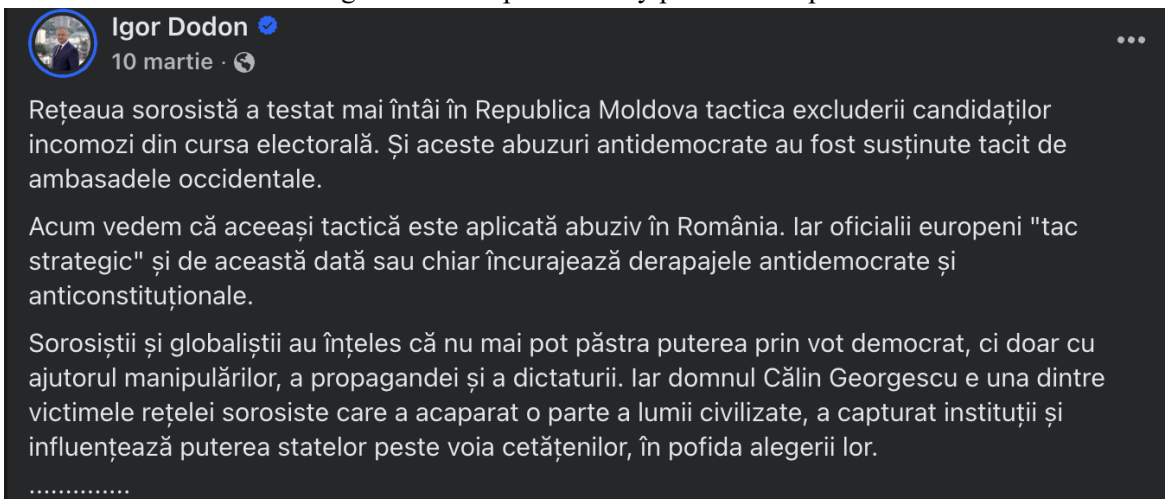 Igor Dodon
10 martie ·
Rețeaua sorosistă a testat mai întâi în Republica Moldova tactica excluderii candidaților
incomozi din cursa electorală. Și aceste abuzuri antidemocrate au fost susținute tacit de
ambasadele occidentale.
Acum vedem că aceeași tactică este aplicată abuziv în România. Iar oficialii europeni "tac
strategic" și de această dată sau chiar încurajează derapajele antidemocrate și
anticonstituționale.
Sorosiștii și globaliștii au înțeles că nu mai pot păstra puterea prin vot democrat, ci doar cu
ajutorul manipulărilor, a propagandei și a dictaturii. Iar domnul Călin Georgescu e una dintre
victimele rețelei sorosiste care a acaparat o parte a lumii civilizate, a capturat instituții și
influențează puterea statelor peste voia cetățenilor, în pofida alegerii lor.
..............